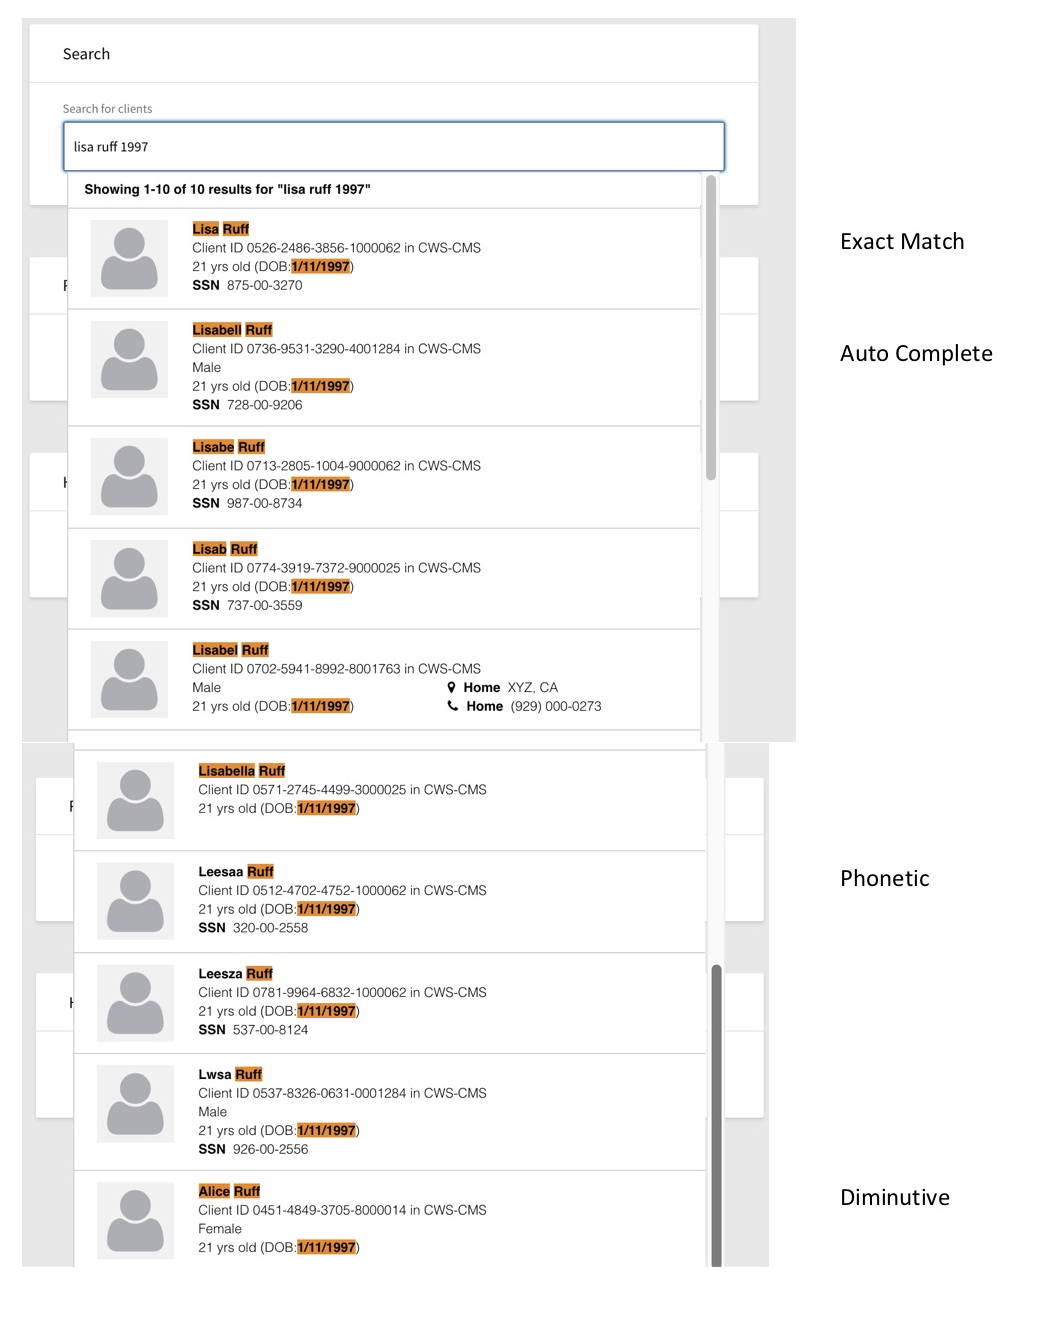 Search
Search for clients
lisa ruff 1997
Showing 1-10 of 10 results for "lisa ruff 1997"
Lisa Ruff
Client ID 0526-2486-3856-1000062 in CWS-CMS
21 yrs old (DOB:1/11/1997)
SSN 875-00-3270
Exact Match
Lisabell Ruff
Client ID 0736-9531-3290-4001284 in CWS-CMS
Male
21 yrs old (DOB:1/11/1997)
SSN 728-00-9206
Auto Complete
Lisabe Ruff
Client ID 0713-2805-1004-9000062 in CWS-CMS
21 yrs old (DOB:1/11/1997)
SSN 987-00-8734
Lisab Ruff
Client ID 0774-3919-7372-9000025 in CWS-CMS
21 yrs old (DOB:1/11/1997)
SSN 737-00-3559
Lisabel Ruff
Client ID 0702-5941-8992-8001763 in CWS-CMS
Male
21 yrs old (DOB:1/11/1997)
Home XYZ, CA
Home (929) 000-0273
Lisabella Ruff
Client ID 0571-2745-4499-3000025 in CWS-CMS
21 yrs old (DOB:1/11/1997)
Leesaa Ruff
Client ID 0512-4702-4752-1000062 in CWS-CMS
21 yrs old (DOB:1/11/1997)
SSN 320-00-2558
Phonetic
Leesza Ruff
Client ID 0781-9964-6832-1000062 in CWS-CMS
21 yrs old (DOB:1/11/1997)
SSN 537-00-8124
Lwsa Ruff
Client ID 0537-8326-0631-0001284 in CWS-CMS
Male
21 yrs old (DOB:1/11/1997)
SSN 926-00-2556
Alice Ruff
Client ID 0451-4849-3705-8000014 in CWS-CMS
Female
21 yrs old (DOB:1/11/1997)
Diminutive